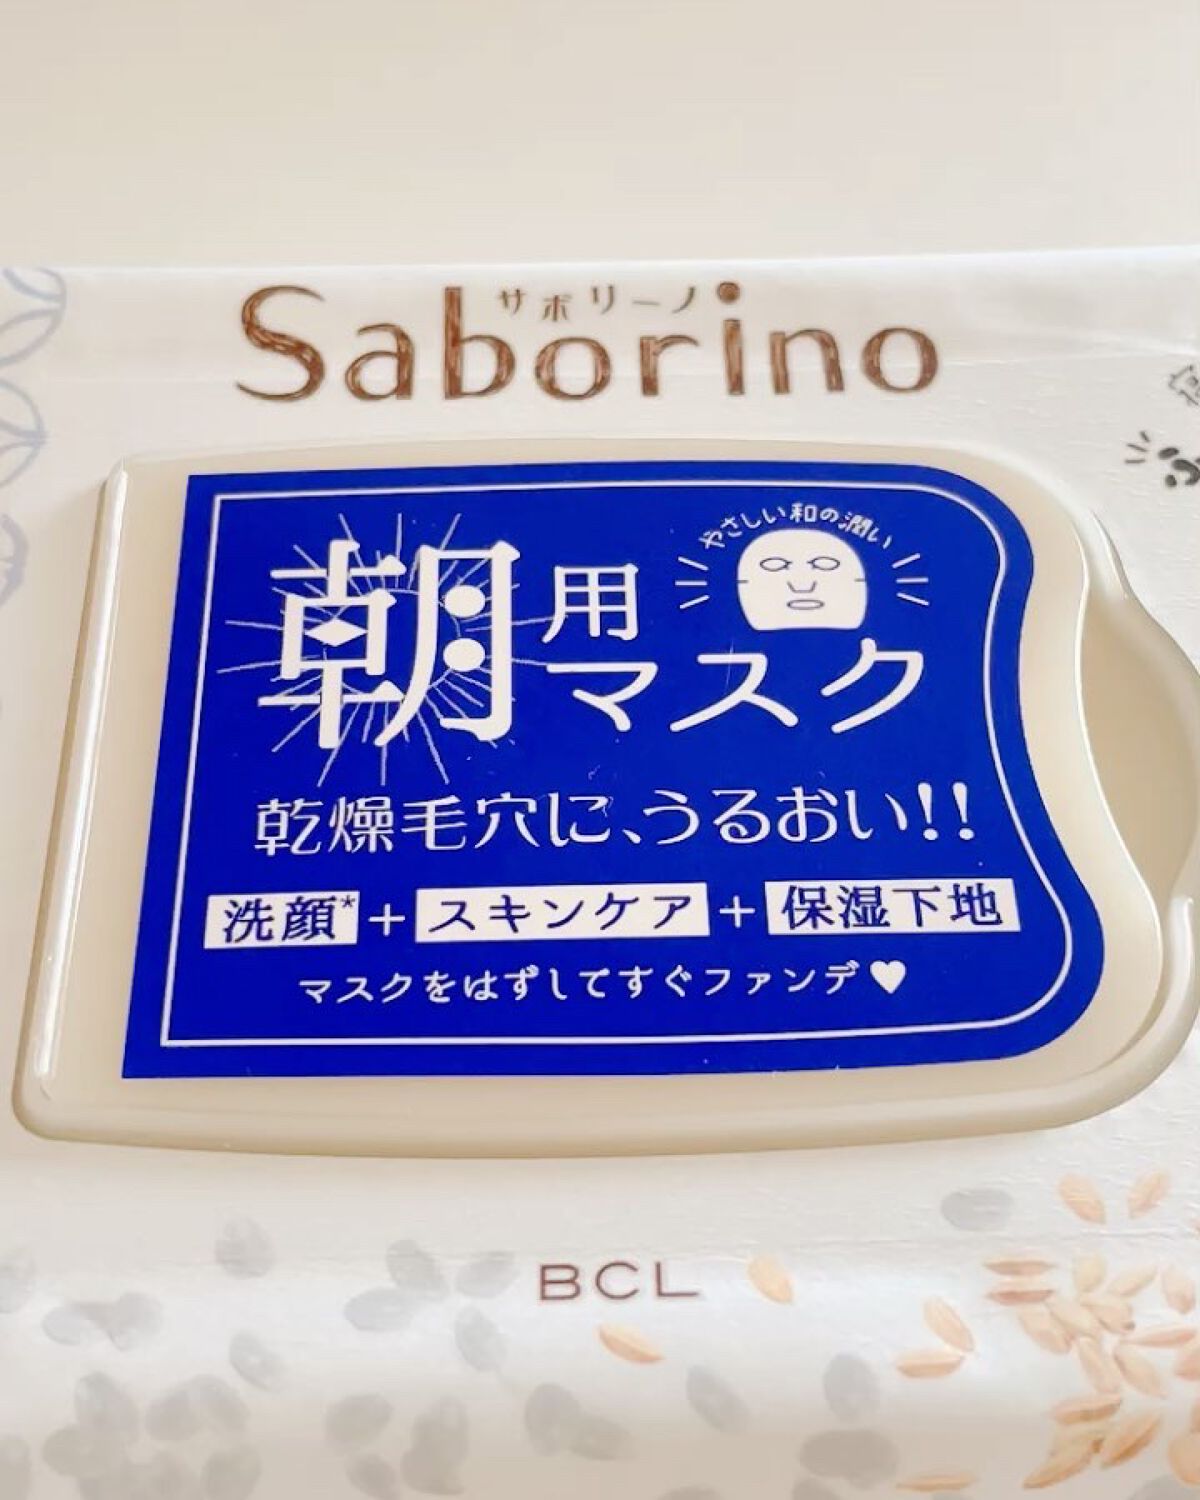 サボリーノ
Saborino
やさしい和の潤い
朝用マスク
乾燥毛穴に、うるおい!!
洗顔*+スキンケア+保湿下地
マスクをはずしてすぐファンデ♥
BCL